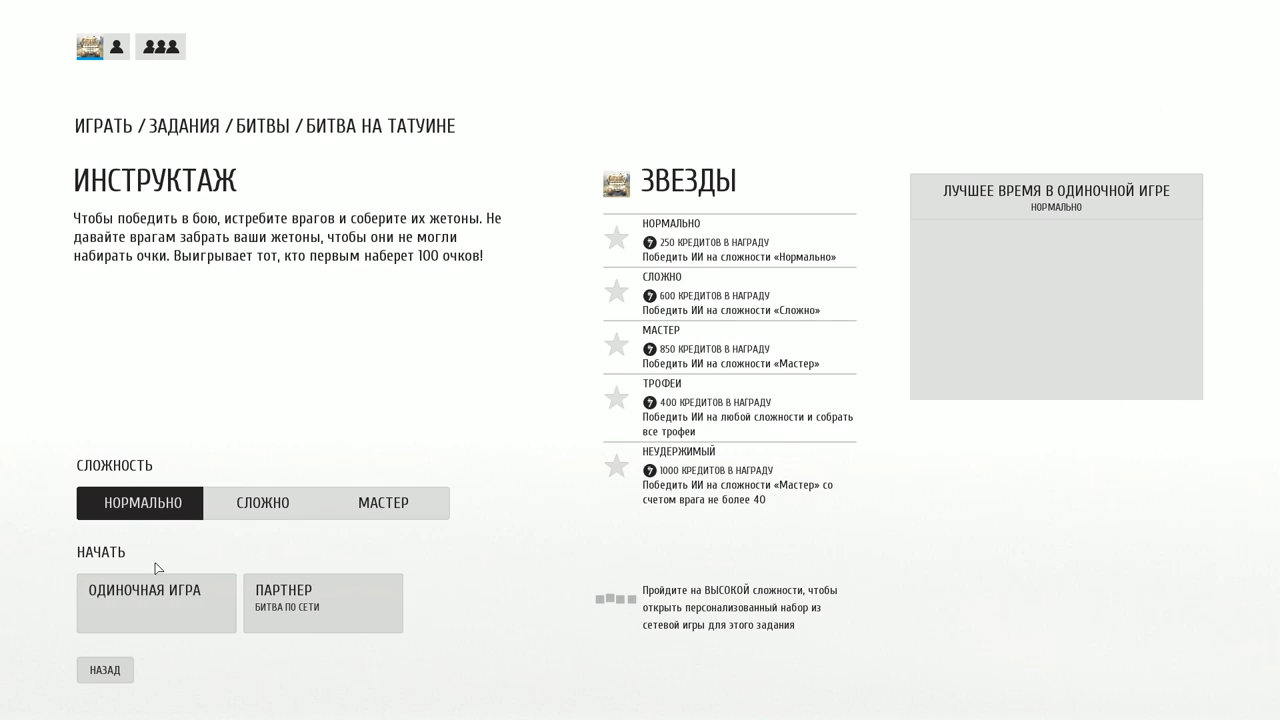 ИГРАТЬ / ЗАДАНИЯ / БИТВЫ / БИТВА НА ТАТУИНЕ
ИНСТРУКТАЖ
Чтобы победить в бою, истребите врагов и соберите их жетоны. Не
давайте врагам забрать ваши жетоны, чтобы они не могли
набирать очки. Выигрывает тот, кто первым наберет 100 очков!
СЛОЖНОСТЬ
НОРМАЛЬНО
СЛОЖНО
МАСТЕР
НАЧАТЬ
ОДИНОЧНАЯ ИГРА
ПАРТНЕР
БИТВА ПО СЕТИ
НАЗАД
ЗВЕЗДЫ
НОРМАЛЬНО
250 КРЕДИТОВ В НАГРАДУ
Победить ИИ на сложности «Нормально»
СЛОЖНО
600 КРЕДИТОВ В НАГРАДУ
Победить ИИ на сложности «Сложно»
МАСТЕР
850 КРЕДИТОВ В НАГРАДУ
Победить ИИ на сложности «Мастер»
ТРОФЕИ
400 КРЕДИТОВ В НАГРАДУ
Победить ИИ на любой сложности и собрать
все трофеи
НЕУДЕРЖИМЫЙ
1000 КРЕДИТОВ В НАГРАДУ
Победить ИИ на сложности «Мастер» со
счетом врага не более 40
Пройдите на ВЫСОКОЙ сложности, чтобы
открыть персонализованный набор из
сетевой игры для этого задания
ЛУЧШЕЕ ВРЕМЯ В ОДИНОЧНОЙ ИГРЕ
НОРМАЛЬНО